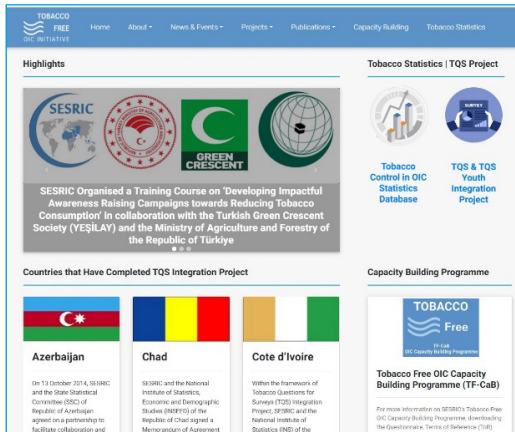 TOBACCO
FREE
OIC INITIATIVE
Home About News & Events Projects Publications Capacity Building Tobacco Statistics
Highlights
SESRIC
GREEN
CRESCENT
SESRIC Organised a Training Course on 'Developing Impactful
Awareness Raising Campaigns towards Reducing Tobacco
Consumption' in collaboration with the Turkish Green Crescent
Society (YEŞİLAY) and the Ministry of Agriculture and Forestry of
the Republic of Türkiye
Tobacco Statistics | TQS Project
SURVEY
Tobacco
Control in OIC
Statistics
Database
TQS & TQS
Youth
Integration
Project
Countries that Have Completed TQS Integration Project
Azerbaijan
On 13 October 2014, SESRIC
and the State Statistical
Committee (SSC) of
Republic of Azerbaijan
agreed on a partnership to
facilitate collaboration and
Chad
SESRIC and the National
Institute of Statistics,
Economic and Demographic
Studies (INSEED) of the
Republic of Chad signed a
Memorandum of Agreement
Cote d'Ivoire
Within the framework of
Tobacco Questions for
Surveys (TQS) Integration
Project, SESRIC and the
National Institute of
Statistics (INS) of the
Capacity Building Programme
TOBACCO
Free
TF-CaB
OIC Capacity Building Programme
Tobacco Free OIC Capacity
Building Programme (TF-CaB)
For more information on SESRIC's Tobacco Free
OIC Capacity Building Programme, downloading
the Questionnaire, Terms of Reference (ToR)